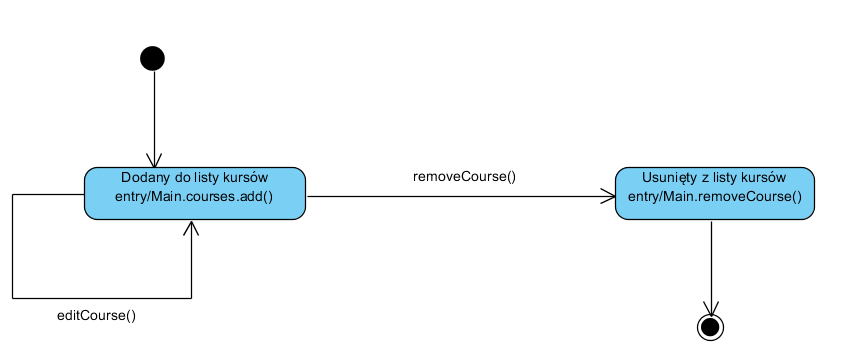 Dodany do listy kursów
entry/Main.courses.add()
removeCourse()
Usunięty z listy kursów
entry/Main.removeCourse()
editCourse()